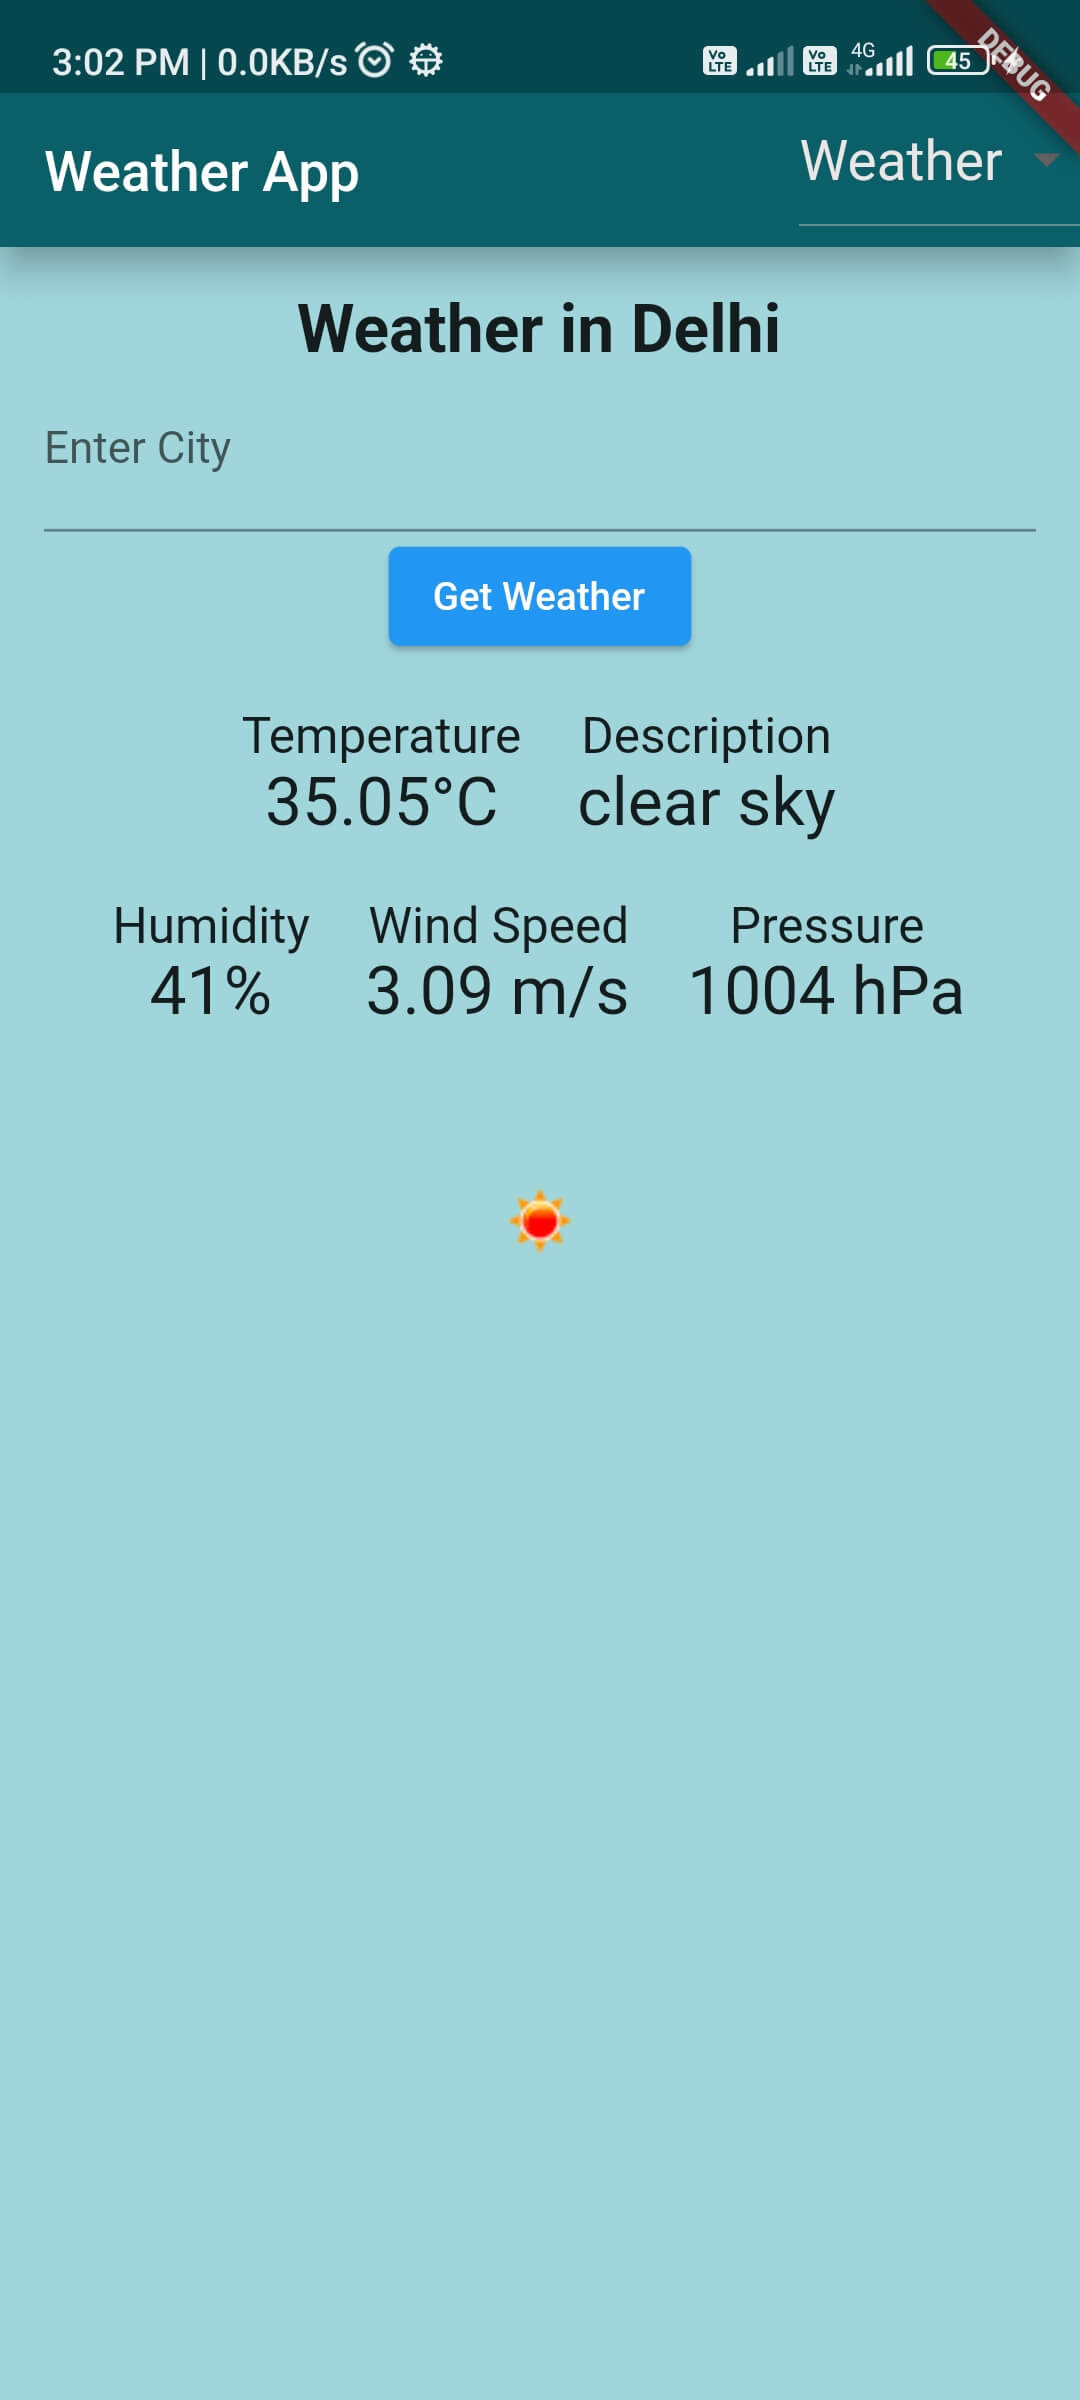 3:02 PM | 0.0KB/s
Vo LTE Vo LTE 4G 45
DEBUG
Weather App
Weather
Weather in Delhi
Enter City
Get Weather
Temperature Description
35.05°C clear sky
Humidity Wind Speed Pressure
41% 3.09 m/s 1004 hPa